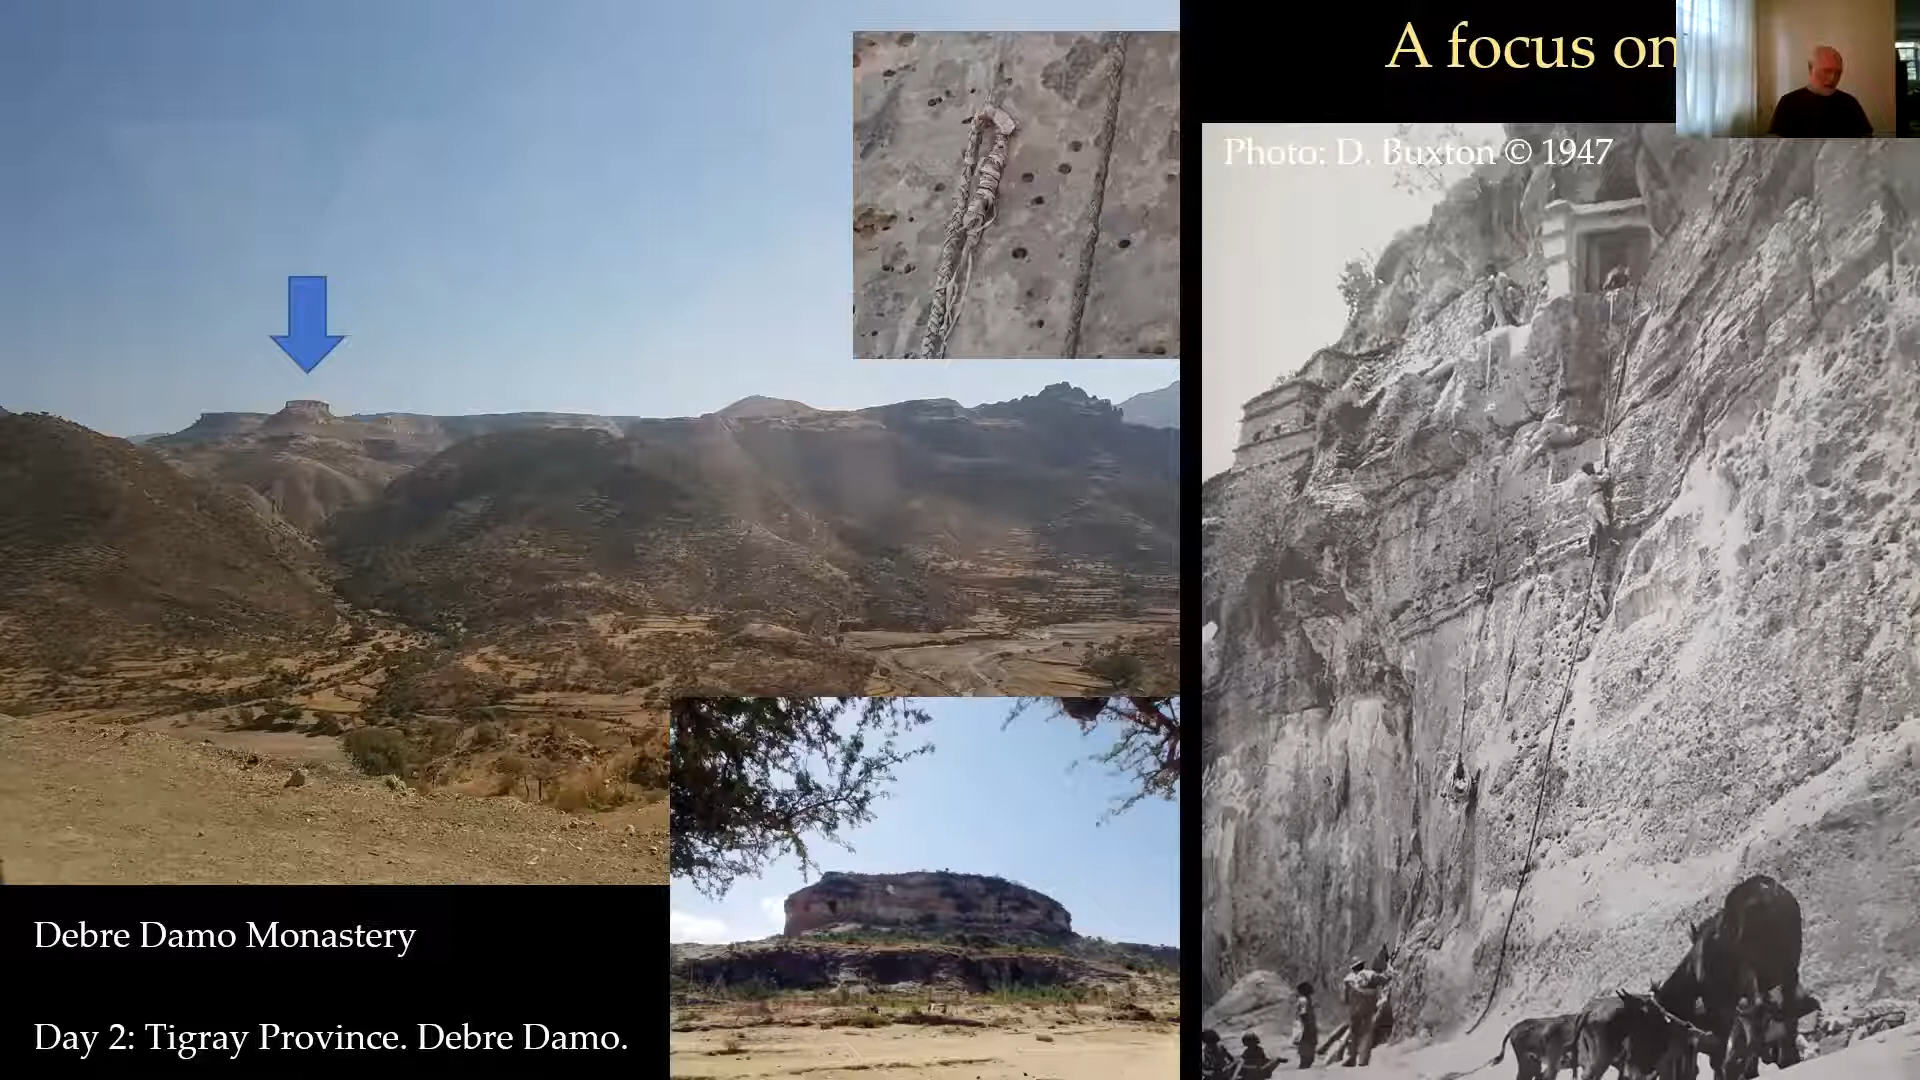 A focus on
Photo: D. Buxton © 1947
Debre Damo Monastery
Day 2: Tigray Province. Debre Damo.